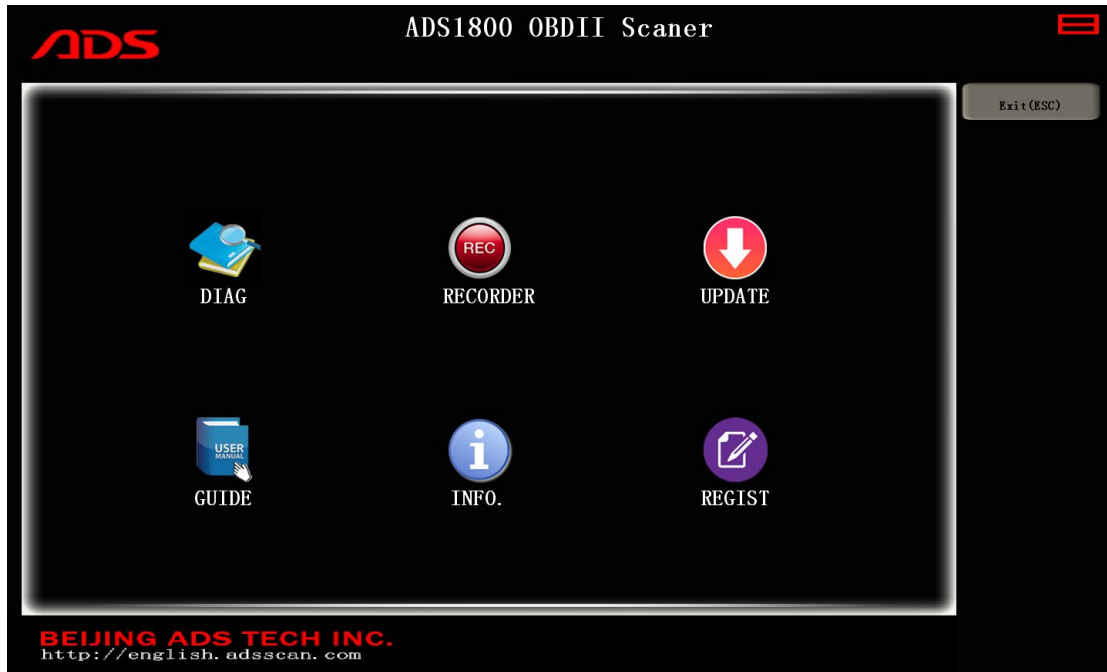 ADS
ADS1800 OBDII Scaner
Exit(ESC)
REC
DIAG
RECORDER
UPDATE
USER
MANUAL
GUIDE
INFO.
REGIST
BEIJING ADS TECH INC.
http://english.adsscan.com